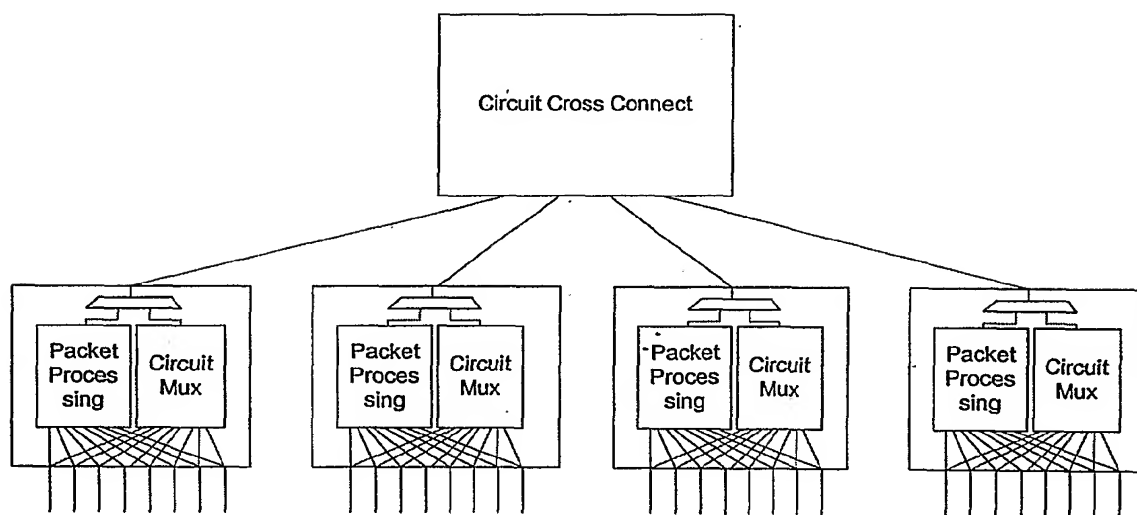 Circuit Cross Connect
Packet
Proces
sing
Circuit
Mux
Packet
Proces
sing
Circuit
Mux
Packet
Proces
sing
Circuit
Mux
Packet
Proces
sing
Circuit
Mux